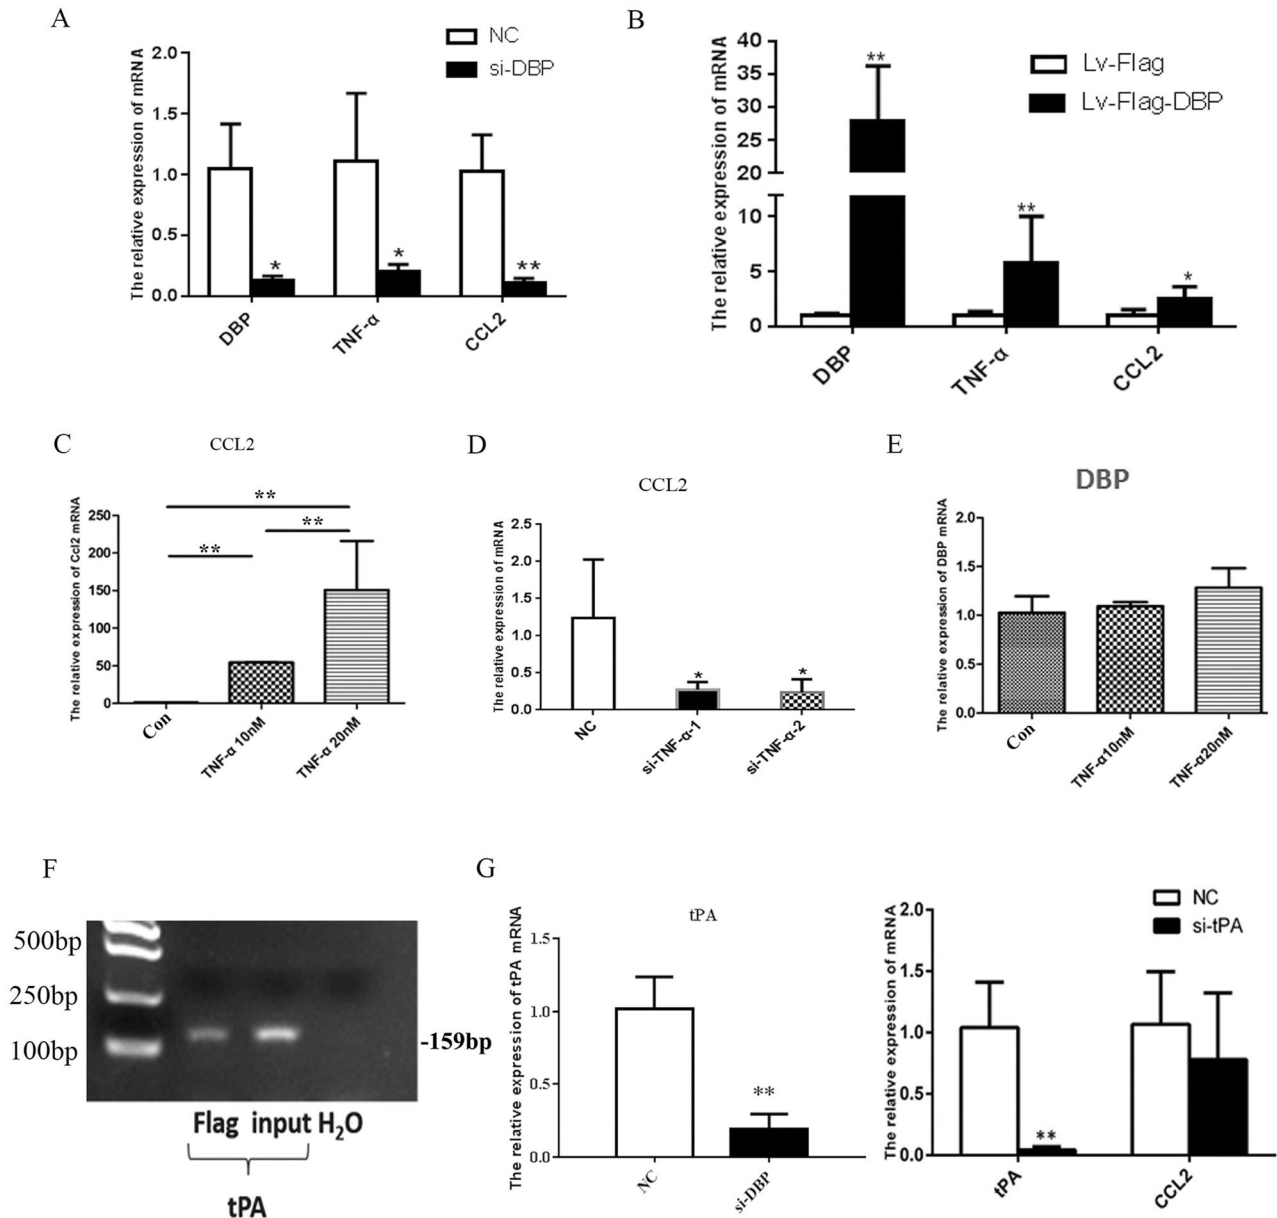 A
NC
si-DBP
The relative expression of mRNA
2.0
1.5
1.0
0.5
0.0
*
*
**
DBP
TNF-α
CCL2
B
Lv-Flag
Lv-Flag-DBP
The relative expression of mRNA
40
35
30
25
20
10
5
0
**
**
*
DBP
TNF-α
CCL2
C
CCL2
The relative expression of Ccl2 mRNA
250
200
150
100
50
0
**
**
**
Con
TNF-α 10nM
TNF-α 20nM
D
CCL2
The relative expression of mRNA
2.5
2.0
1.5
1.0
0.5
0.0
*
*
NC
si-TNF-α-1
si-TNF-α-2
E
DBP
The relative expression of DBP mRNA
2.0
1.5
1.0
0.5
0.0
Con
TNF-α10nM
TNF-α20nM
F
500bp
250bp
100bp
-159bp
Flag input H₂O
tPA
G
tPA
The relative expression of tPA mRNA
1.5
1.0
0.5
0.0
**
NC
si-DBP
NC
si-tPA
The relative expression of mRNA
2.0
1.5
1.0
0.5
0.0
**
tPA
CCL2